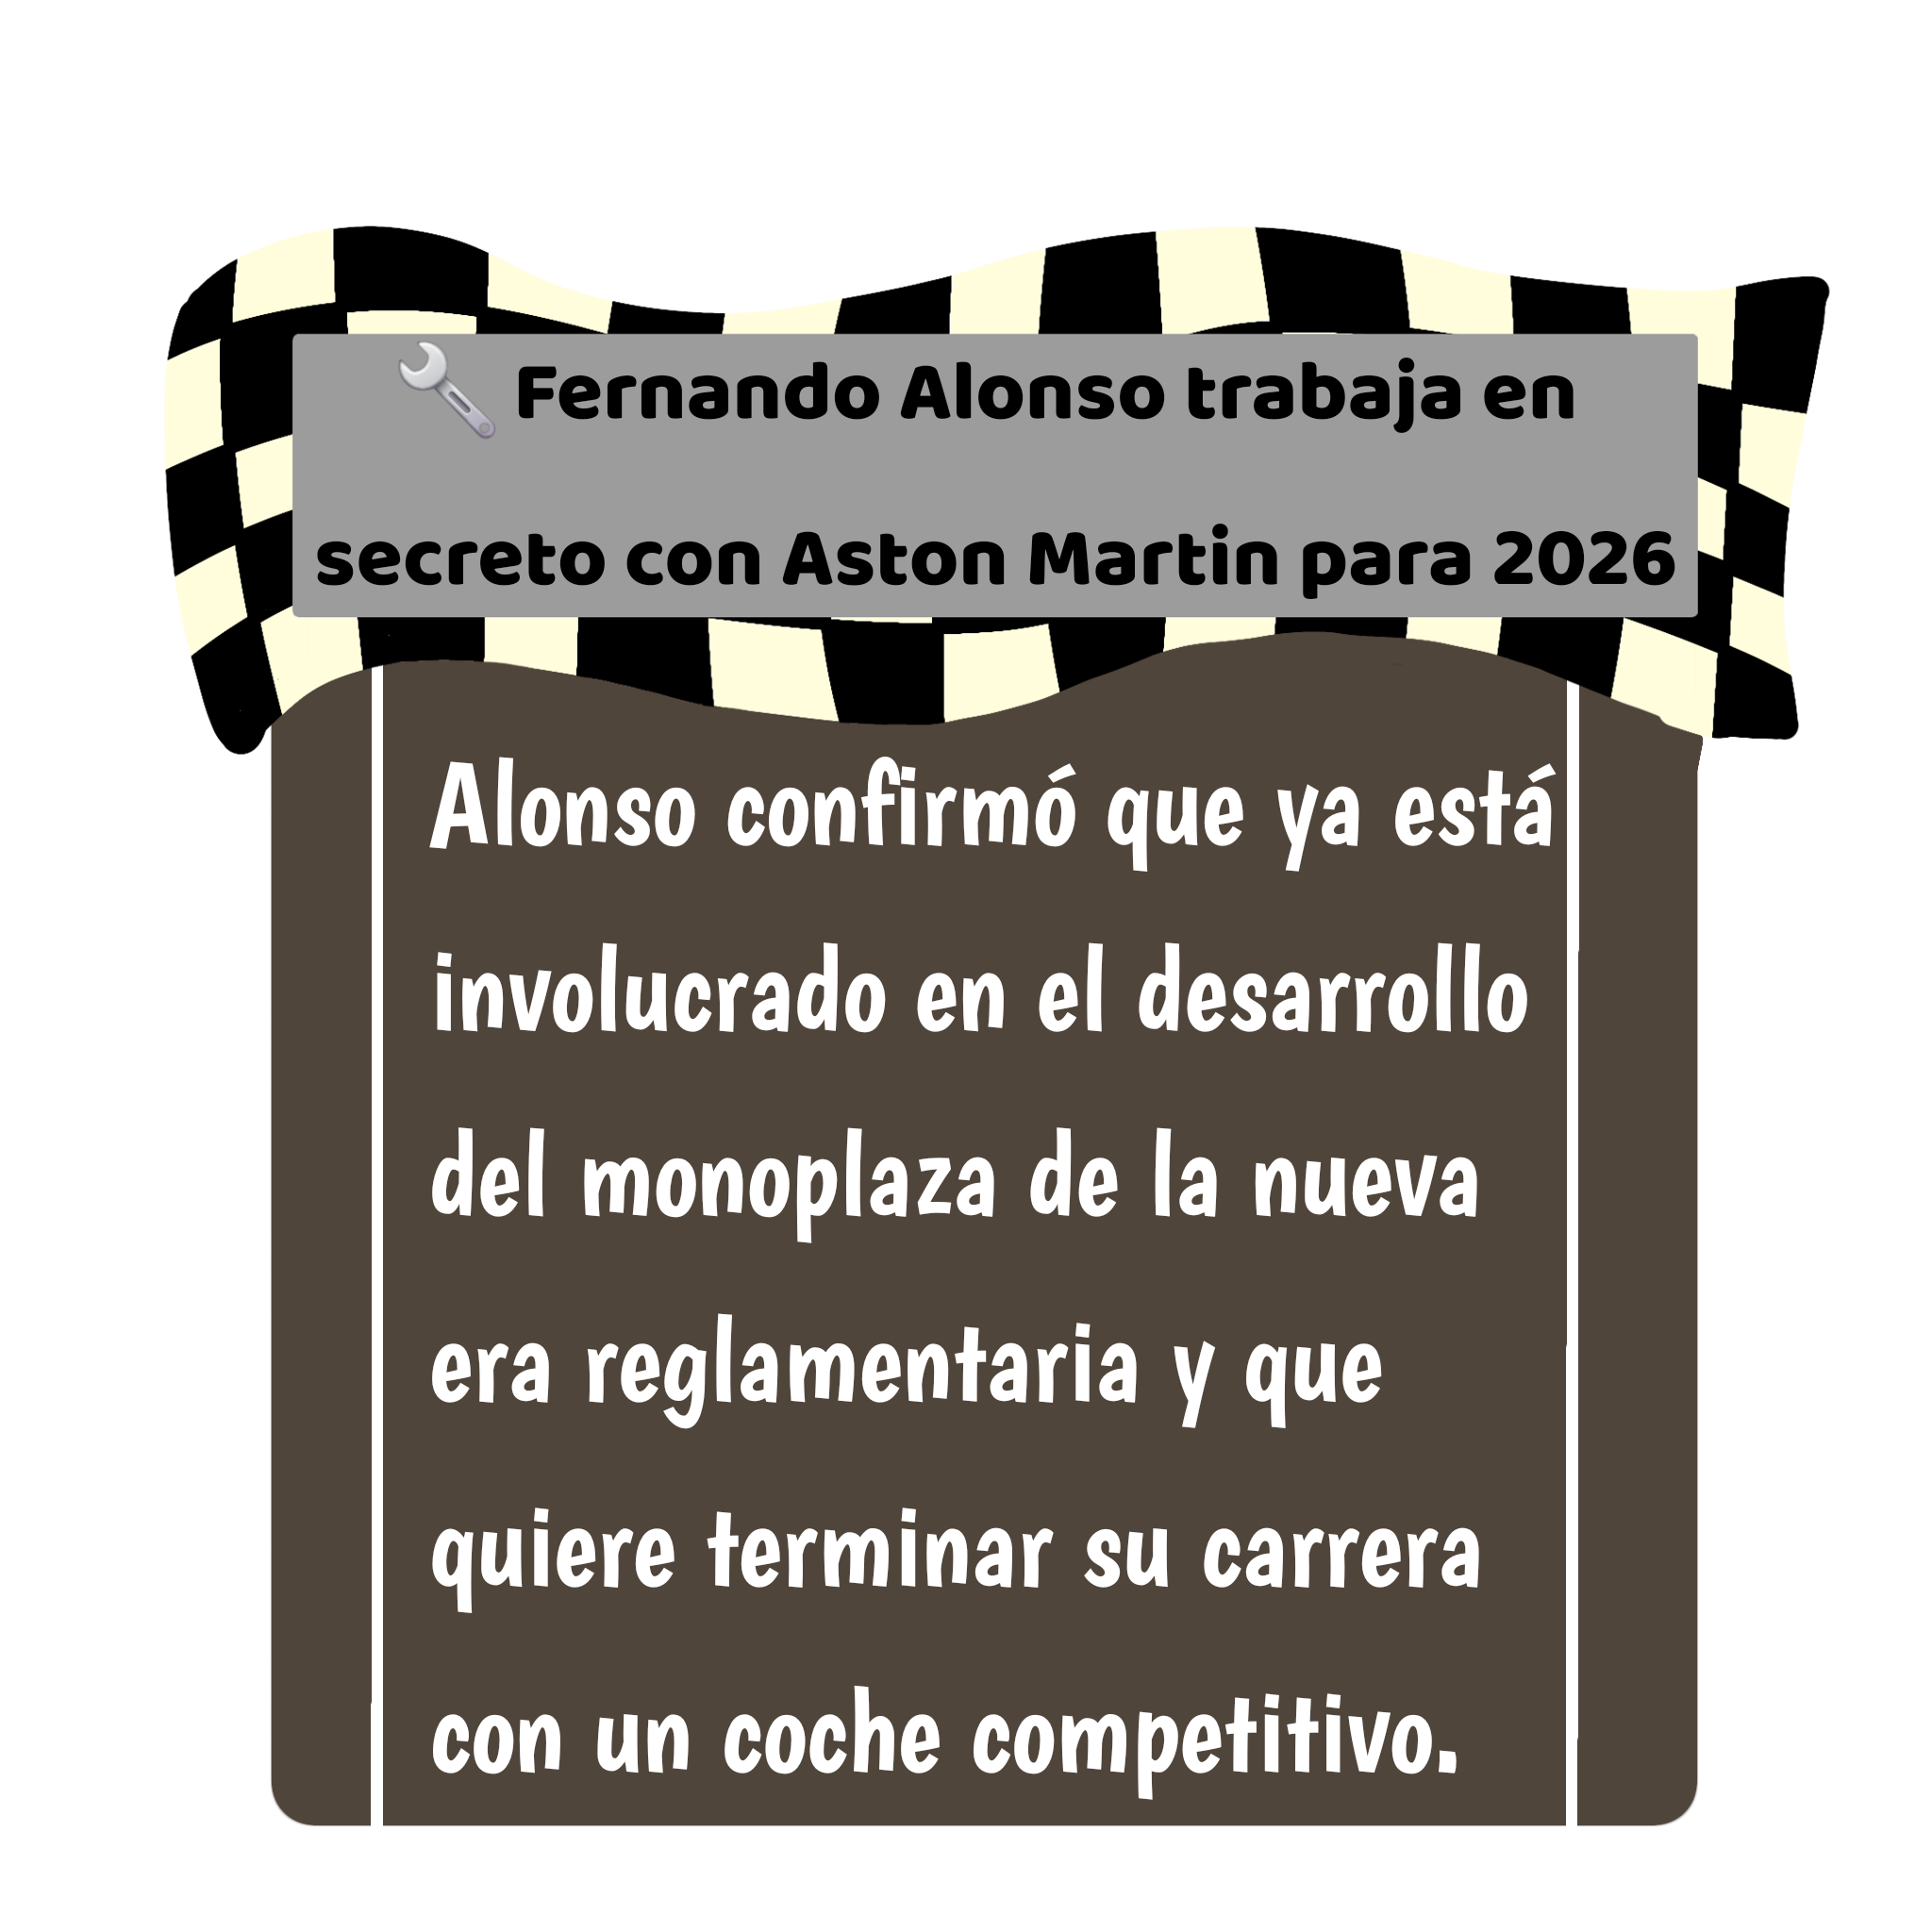 🔧 Fernando Alonso trabaja en
secreto con Aston Martin para 2026
Alonso confirmó que ya está
involucrado en el desarrollo
del monoplaza de la nueva
era reglamentaria y que
quiere terminar su carrera
con un coche competitivo.